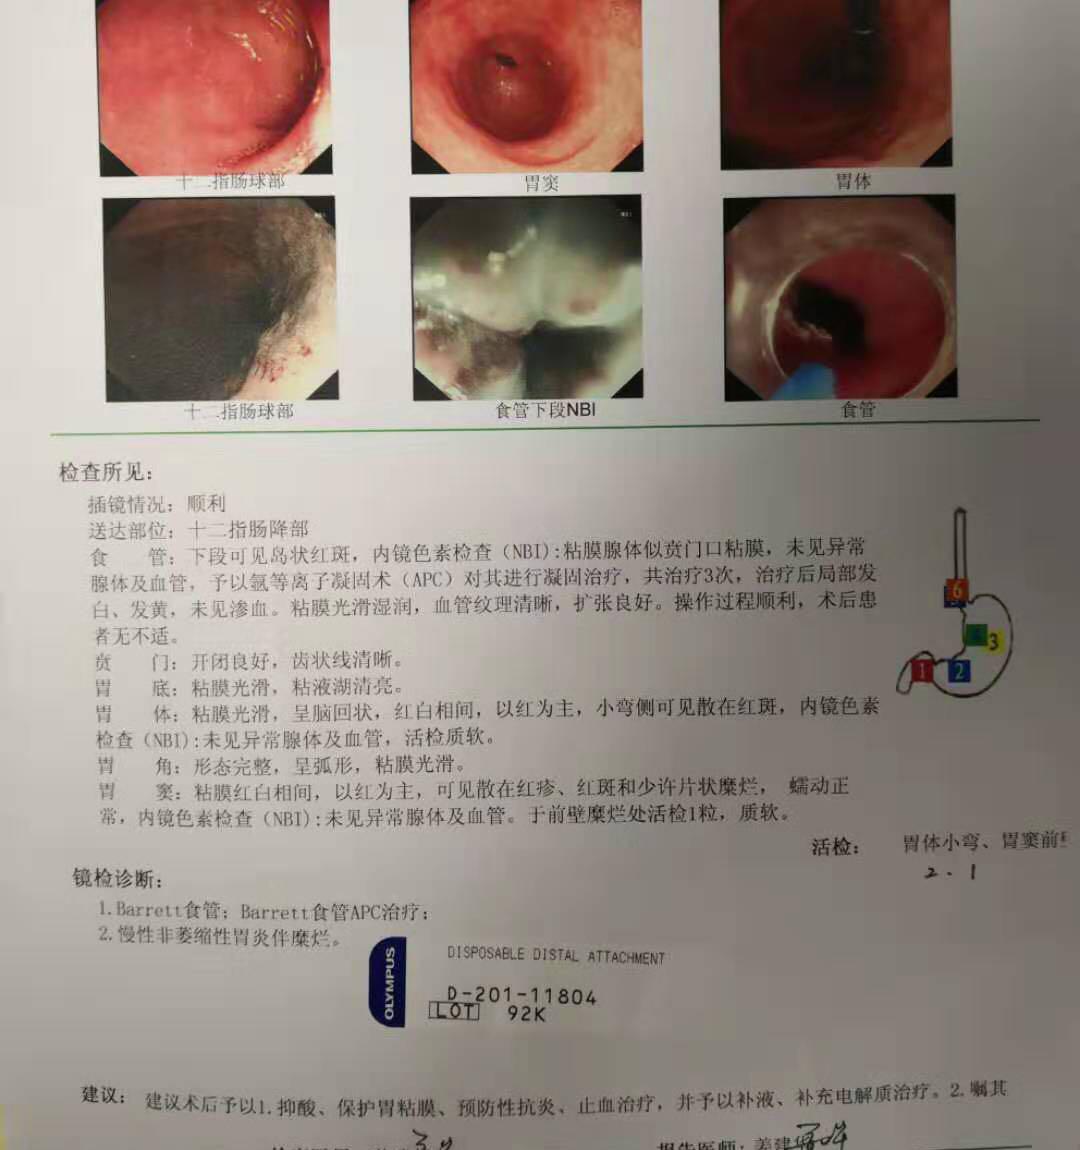 十二指肠球部 胃窦 胃体
十二指肠球部 食管下段NBI 食管
检查所见：
插镜情况：顺利
送达部位：十二指肠降部
食 管：下段可见岛状红斑，内镜色素检查（NBI):粘膜腺体似贲门口粘膜，未见异常
腺体及血管，予以氩等离子凝固术（APC）对其进行凝固治疗，共治疗3次，治疗后局部发
白、发黄，未见渗血。粘膜光滑湿润，血管纹理清晰，扩张良好。操作过程顺利，术后患
者无不适。
贲 门：开闭良好，齿状线清晰。
胃 底：粘膜光滑，粘液湖清亮。
胃 体：粘膜光滑，呈脑回状，红白相间，以红为主，小弯侧可见散在红斑，内镜色素
检查（NBI):未见异常腺体及血管，活检质软。
胃 角：形态完整，呈弧形，粘膜光滑。
胃 窦：粘膜红白相间，以红为主，可见散在红疹、红斑和少许片状糜烂， 蠕动正
常，内镜色素检查（NBI):未见异常腺体及血管。于前壁糜烂处活检1粒，质软。
6
3
1 2
活检： 胃体小弯、胃窦前
2. 1
镜检诊断：
1.Barrett食管；Barrett食管APC治疗；
2.慢性非萎缩性胃炎伴糜烂。
OLYMPUS
DISPOSABLE DISTAL ATTACHMENT
D-201-11804
LOT 92K
建议： 建议术后予以1.抑酸、保护胃粘膜、预防性抗炎、止血治疗，并予以补液、补充电解质治疗。2.嘱其
报告医师：姜建